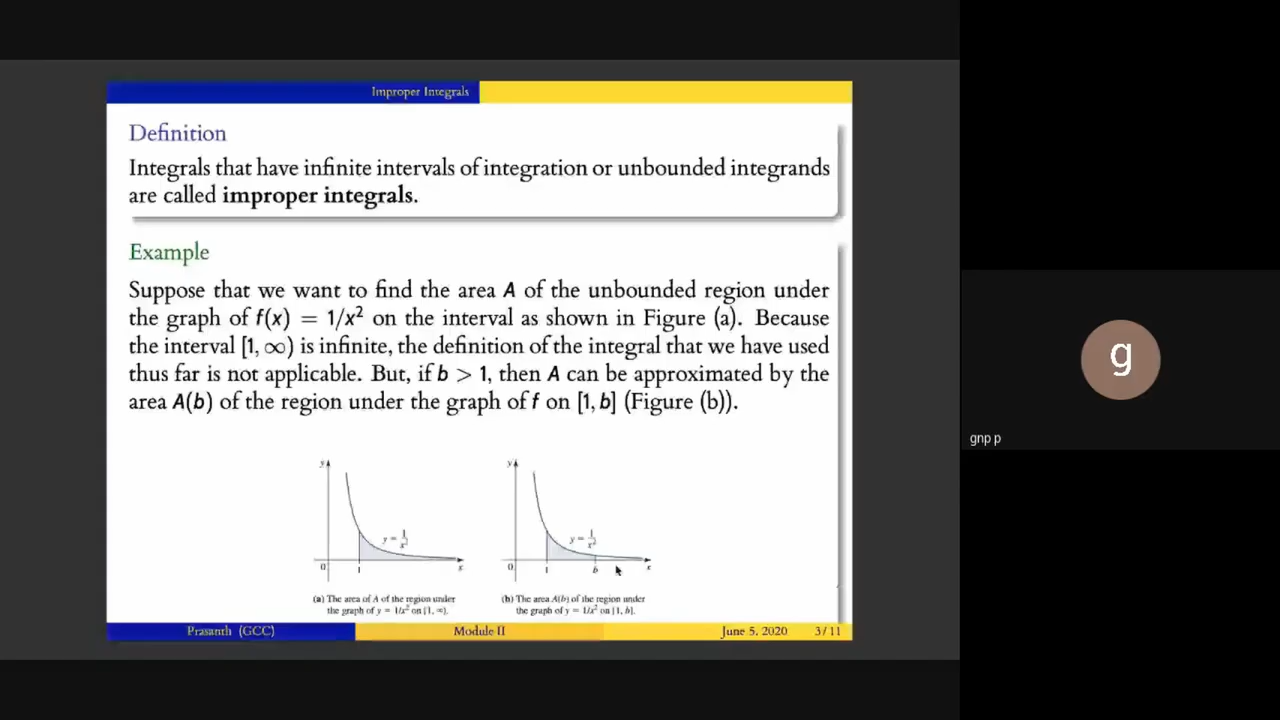 Improper Integrals
Definition
Integrals that have infinite intervals of integration or unbounded integrands
are called improper integrals.
Example
Suppose that we want to find the area A of the unbounded region under
the graph of f(x) = 1/x² on the interval as shown in Figure (a). Because
the interval [1, ∞) is infinite, the definition of the integral that we have used
thus far is not applicable. But, if b > 1, then A can be approximated by the
area A(b) of the region under the graph of f on [1, b] (Figure (b)).
y
y = 1/x²
0 1 x
(a) The area of A of the region under
the graph of y = 1/x² on [1, ∞).
y
y = 1/x²
0 1 b x
(b) The area A(b) of the region under
the graph of y = 1/x² on [1, b].
Prasanth (GCC) Module II June 5, 2020 3/11
g
gnp p